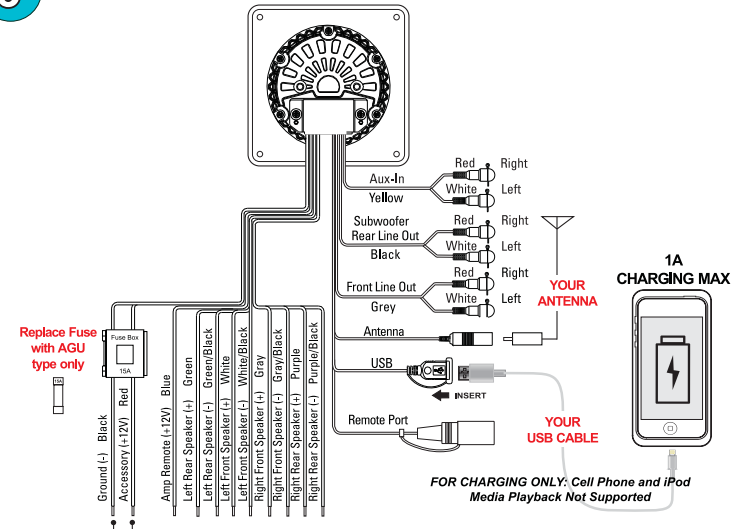 Aux-In
Yellow
Red
Right
White
Left
Subwoofer
Rear Line Out
Black
Red
Right
White
Left
Front Line Out
Grey
Red
Right
White
Left
YOUR
ANTENNA
Antenna
USB
INSERT
YOUR
USB CABLE
Remote Port
1A
CHARGING MAX
FOR CHARGING ONLY: Cell Phone and iPod
Media Playback Not Supported
Replace Fuse
with AGU
type only
15A
Fuse Box
15A
Ground (-) Black
Accessory (+12V) Red
Amp Remote (+12V) Blue
Left Rear Speaker (+) Green
Left Rear Speaker (-) Green/Black
Left Front Speaker (+) White
Left Front Speaker (-) White/Black
Right Front Speaker (+) Gray
Right Front Speaker (-) Gray/Black
Right Rear Speaker (+) Purple
Right Rear Speaker (-) Purple/Black